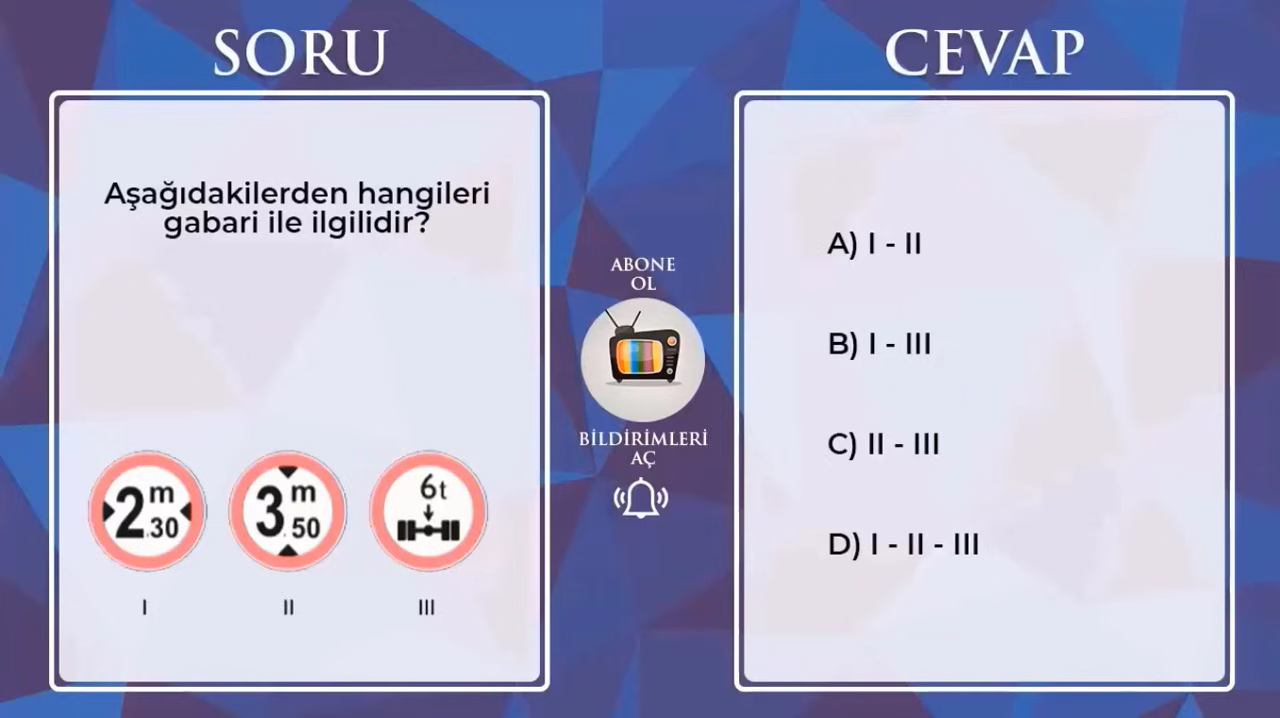 SORU
Aşağıdakilerden hangileri
gabari ile ilgilidir?
2 m .30
3 m .50
6t
I
II
III
ABONE
OL
BİLDİRİMLERİ
AÇ
CEVAP
A) I - II
B) I - III
C) II - III
D) I - II - III